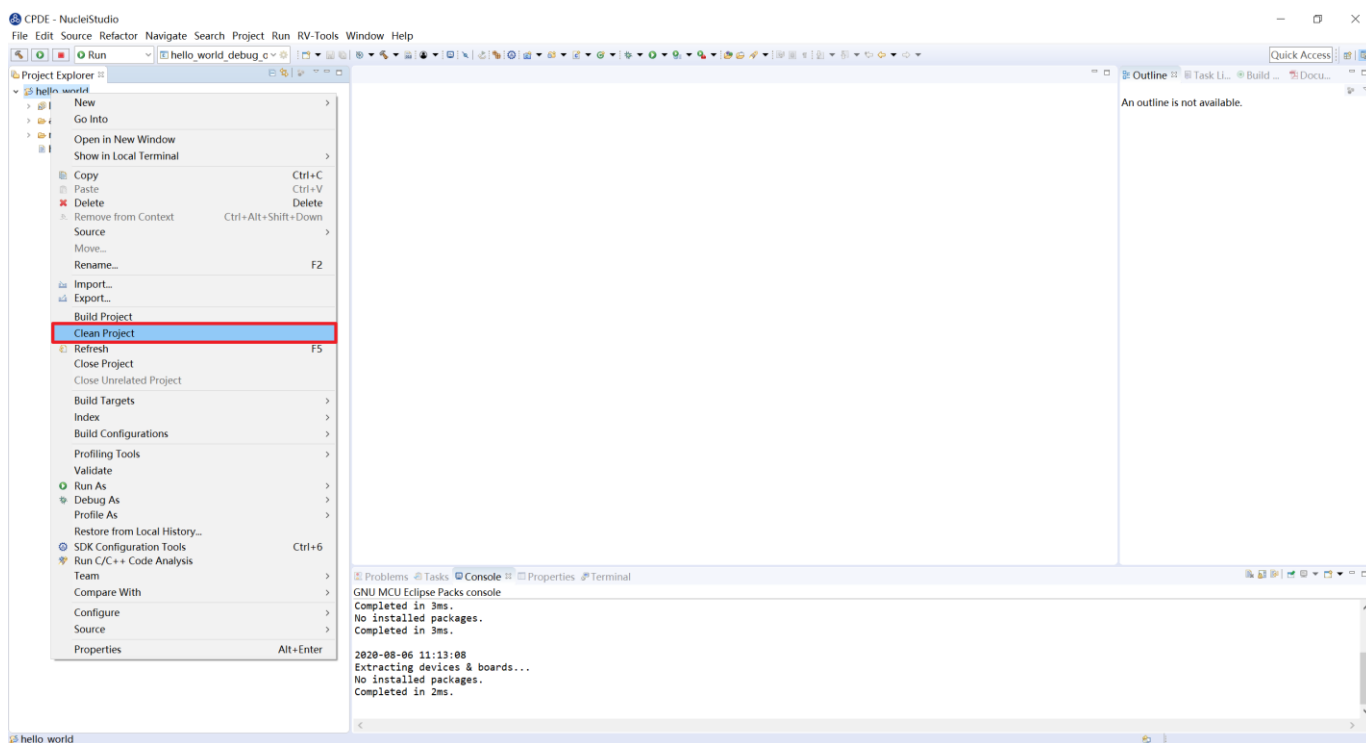 CPDE - NucleiStudio
File Edit Source Refactor Navigate Search Project Run RV-Tools Window Help
Run hello_world_debug_o Quick Access
Project Explorer
hello_world
New
Go Into
Open in New Window
Show in Local Terminal
Copy Ctrl+C
Paste Ctrl+V
Delete Delete
Remove from Context Ctrl+Alt+Shift+Down
Source
Move...
Rename... F2
Import...
Export...
Build Project
Clean Project
Refresh F5
Close Project
Close Unrelated Project
Build Targets
Index
Build Configurations
Profiling Tools
Validate
Run As
Debug As
Profile As
Restore from Local History...
SDK Configuration Tools Ctrl+6
Run C/C++ Code Analysis
Team
Compare With
Configure
Source
Properties Alt+Enter
Outline Task Li... Build ... Docu...
An outline is not available.
Problems Tasks Console Properties Terminal
GNU MCU Eclipse Packs console
Completed in 3ms.
No installed packages.
Completed in 3ms.
2020-08-06 11:13:08
Extracting devices & boards...
No installed packages.
Completed in 2ms.
hello_world